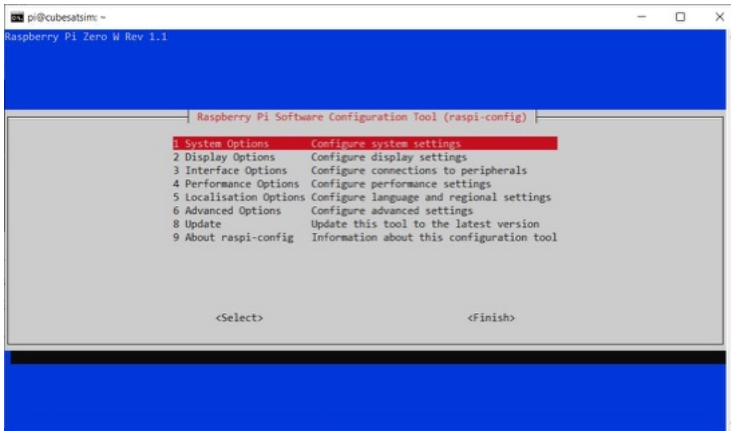 pi@cubesatsim: ~
Raspberry Pi Zero W Rev 1.1
Raspberry Pi Software Configuration Tool (raspi-config)
1 System Options Configure system settings
2 Display Options Configure display settings
3 Interface Options Configure connections to peripherals
4 Performance Options Configure performance settings
5 Localisation Options Configure language and regional settings
6 Advanced Options Configure advanced settings
8 Update Update this tool to the latest version
9 About raspi-config Information about this configuration tool
<Select> <Finish>